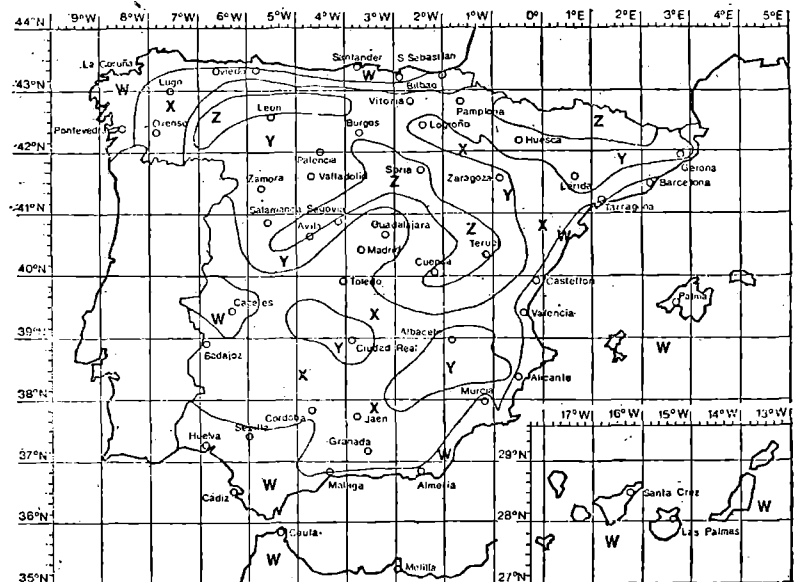 9°W 8°W 7°W 6°W 5°W 4°W 3°W 2°W 1°W 0° 1°E 2°E 3°E 4°E 5°E
44°N
La Coruña Oviedo Santander S Sebastian
43°N
W W
Lugo Bilbao
X Vitoria Pamplona
Leon Z Z
Pontevedra Orense Burgos Logroño Huesca
42°N
Y X Y
Palencia Gerona
Zamora Valladolid Soria Z Zaragoza Y Lerida Barcelona
41°N
Tarragona
Salamanca Segovia Guadalajara Z X W
Avila Madrid Teruel
Y Cuenca
40°N
Toledo Castellon
Caceres Palma
W X Valencia
39°N
Albacete W
Badajoz Y Ciudad Real Y
X Alicante
38°N
Murcia
Cordoba X Jaen
17°W 16°W 15°W 14°W 13°W
Huelva Sevilla Granada
37°N
W 29°N
Cádiz W Malaga Almeria Santa Cruz W
36°N
28°N
Ceuta W Las Palmas
W Melilla
35°N
27°N